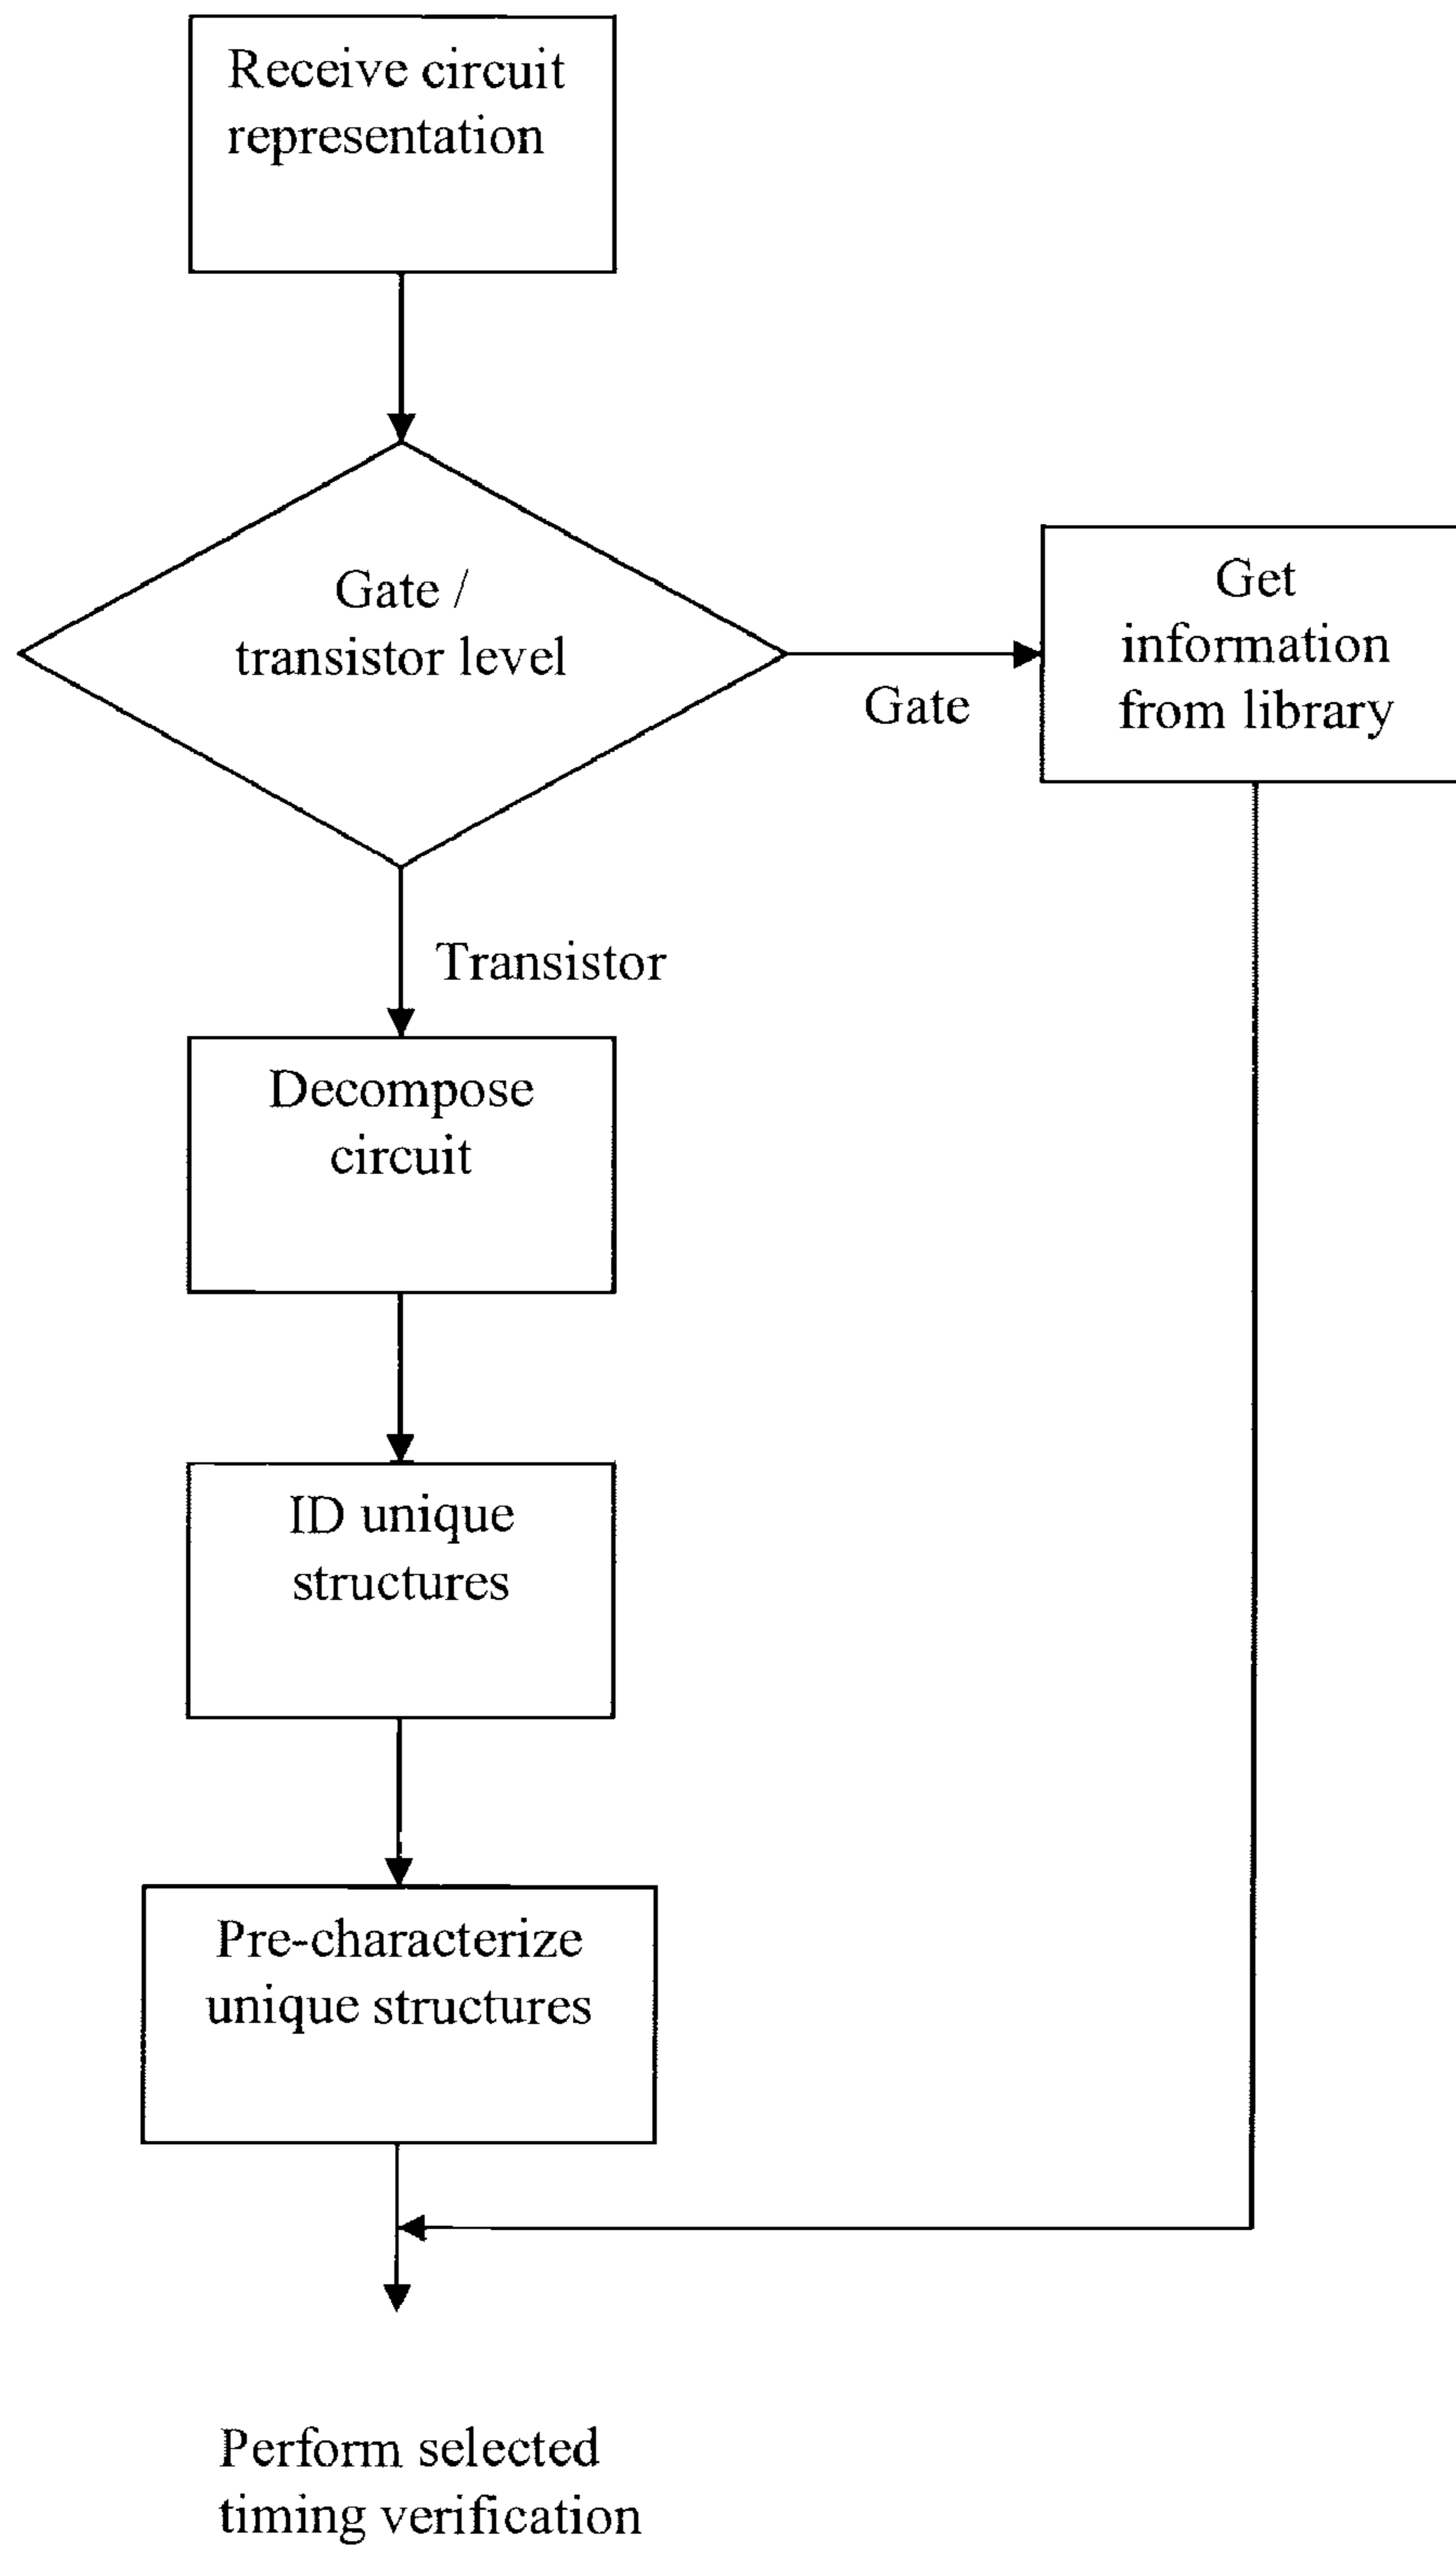 Receive circuit
representation
Gate /
transistor level
Gate
Get
information
from library
Transistor
Decompose
circuit
ID unique
structures
Pre-characterize
unique structures
Perform selected
timing verification